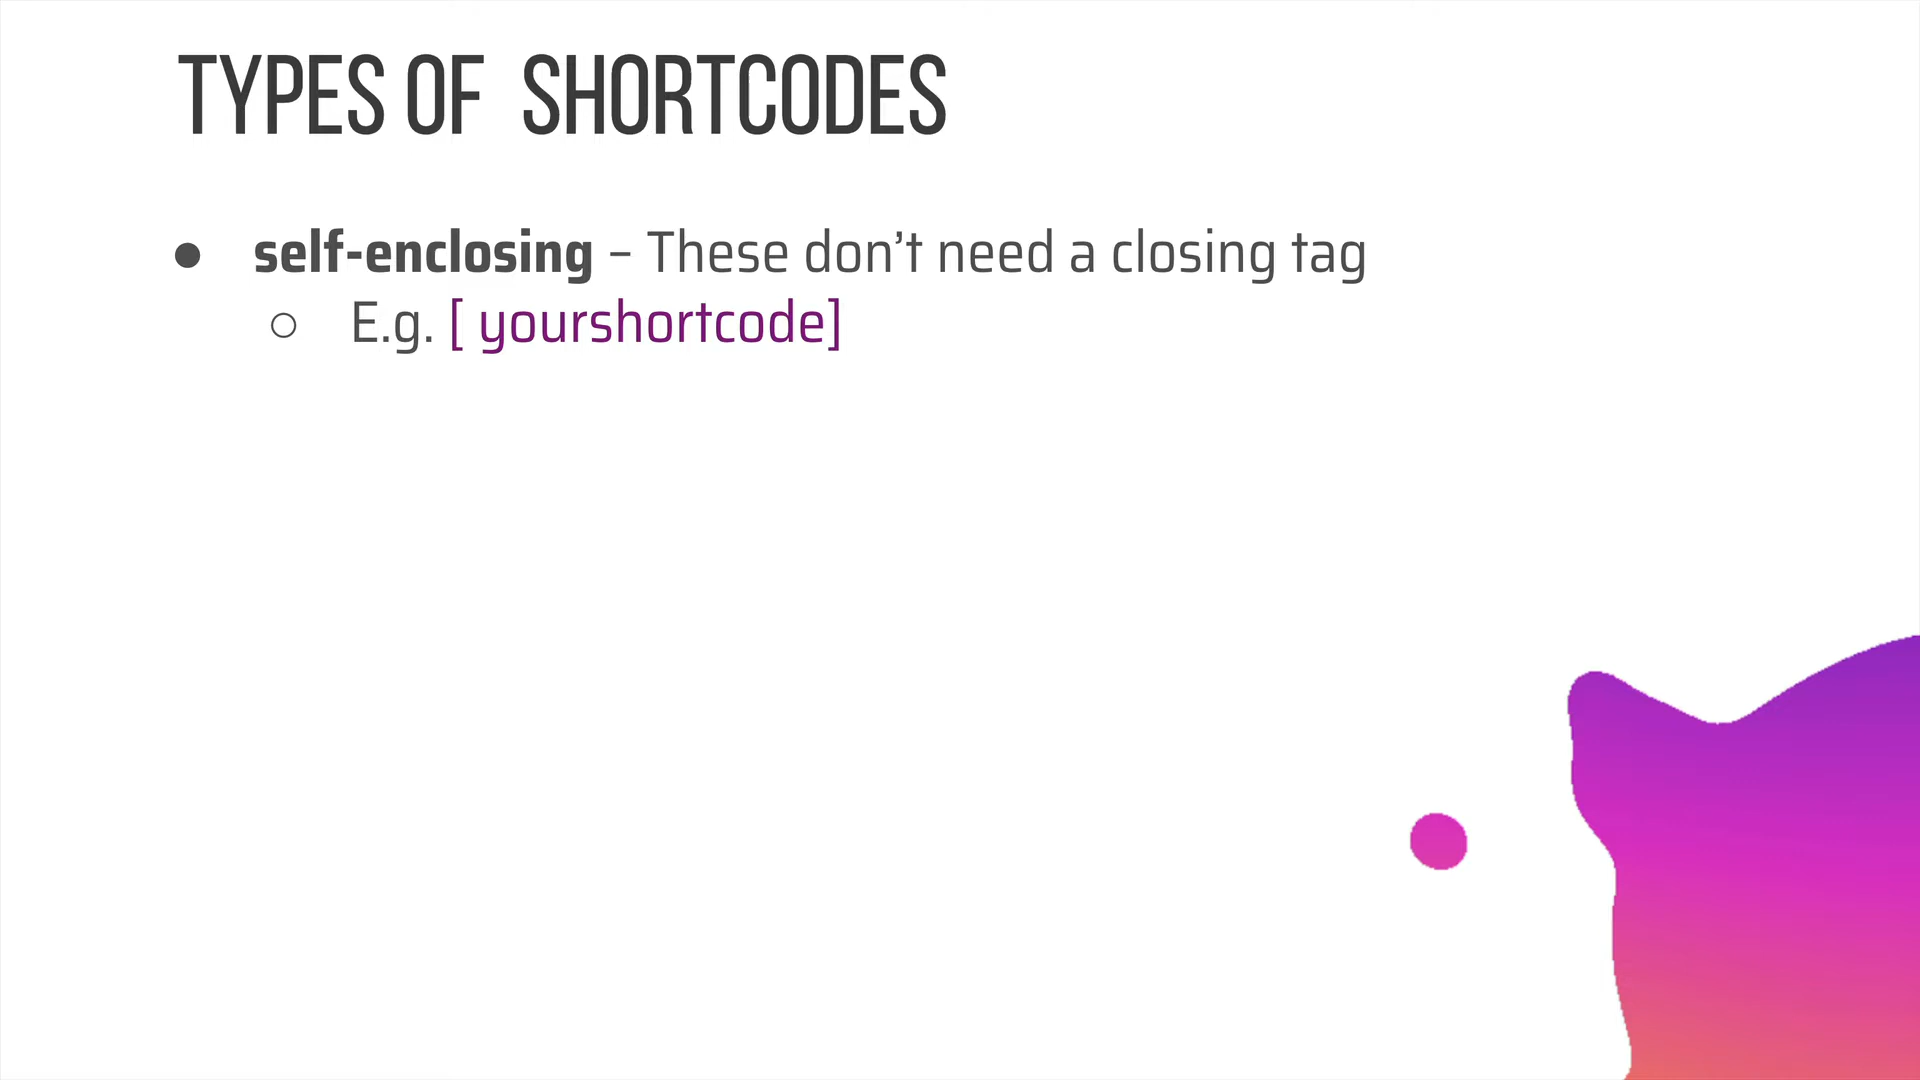 TYPES OF SHORTCODES
● self-enclosing – These don’t need a closing tag
○ E.g. [ yourshortcode]